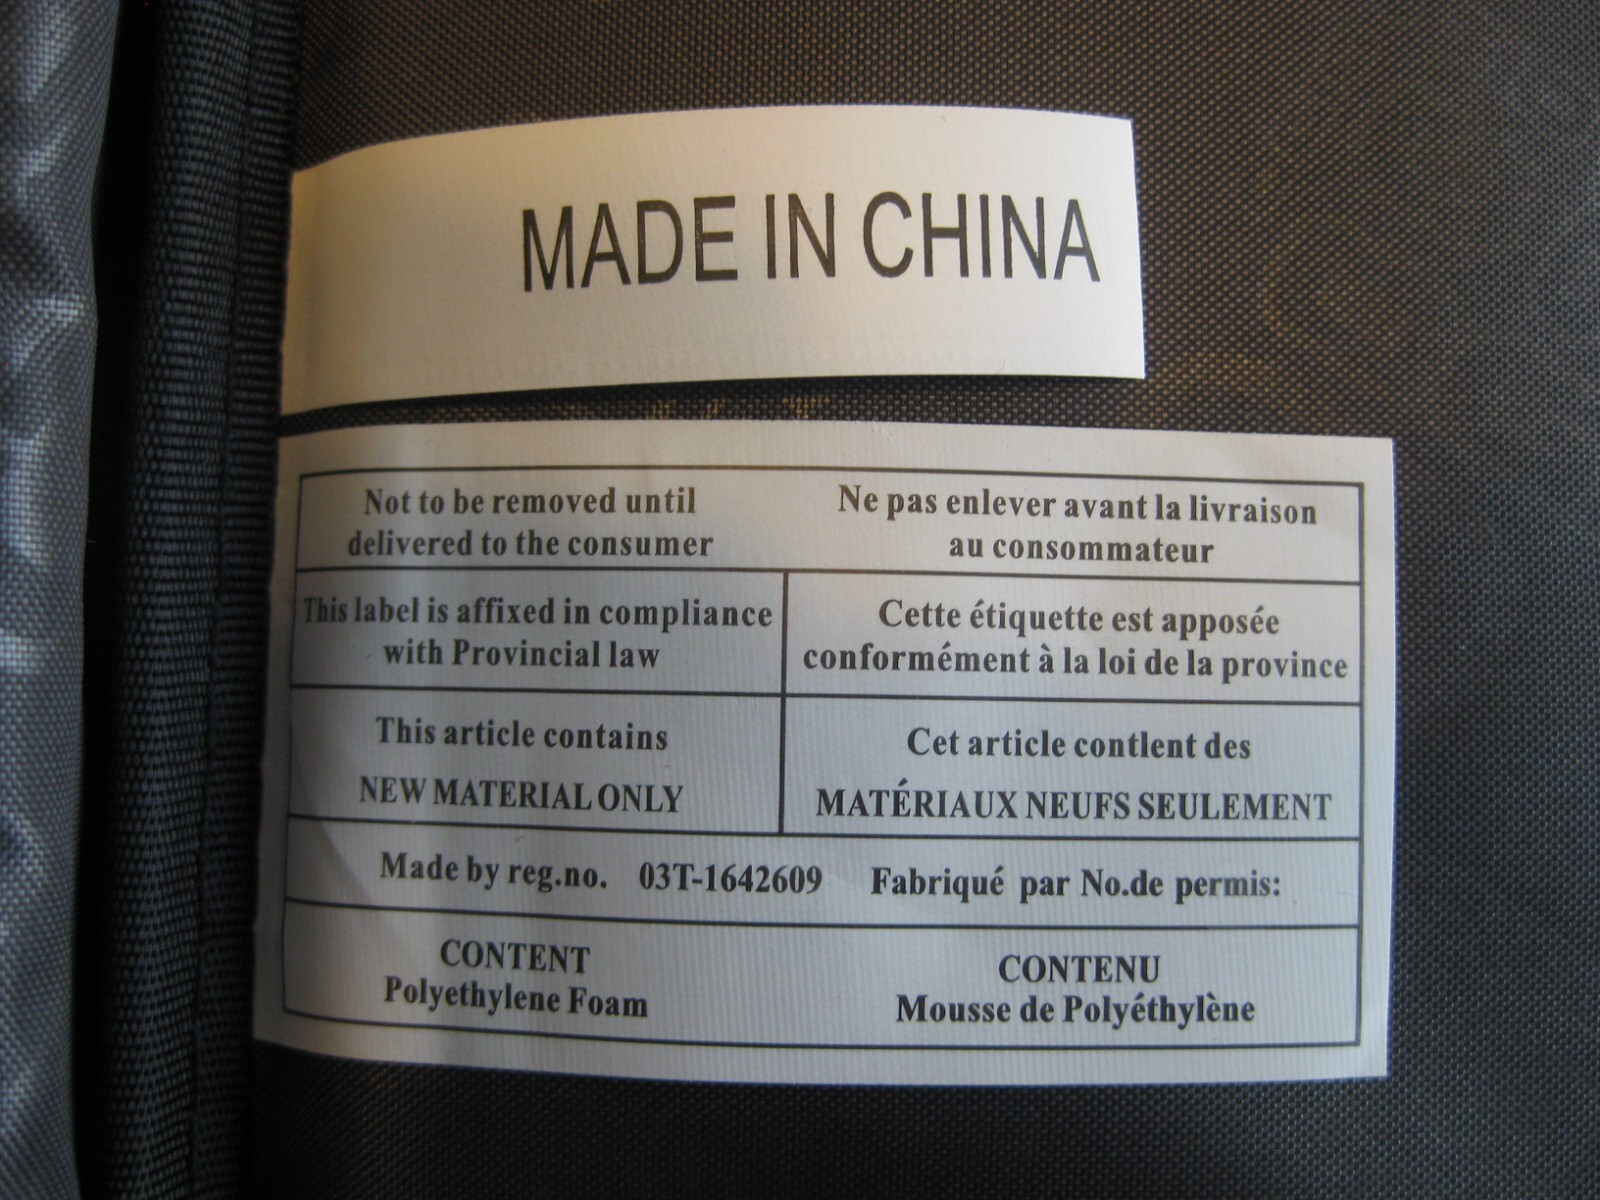 MADE IN CHINA
Not to be removed until
delivered to the consumer
Ne pas enlever avant la livraison
au consommateur
This label is affixed in compliance
with Provincial law
Cette étiquette est apposée
conformément à la loi de la province
This article contains
NEW MATERIAL ONLY
Cet article contlent des
MATÉRIAUX NEUFS SEULEMENT
Made by reg.no. 03T-1642609 Fabriqué par No.de permis:
CONTENT
Polyethylene Foam
CONTENU
Mousse de Polyéthylène